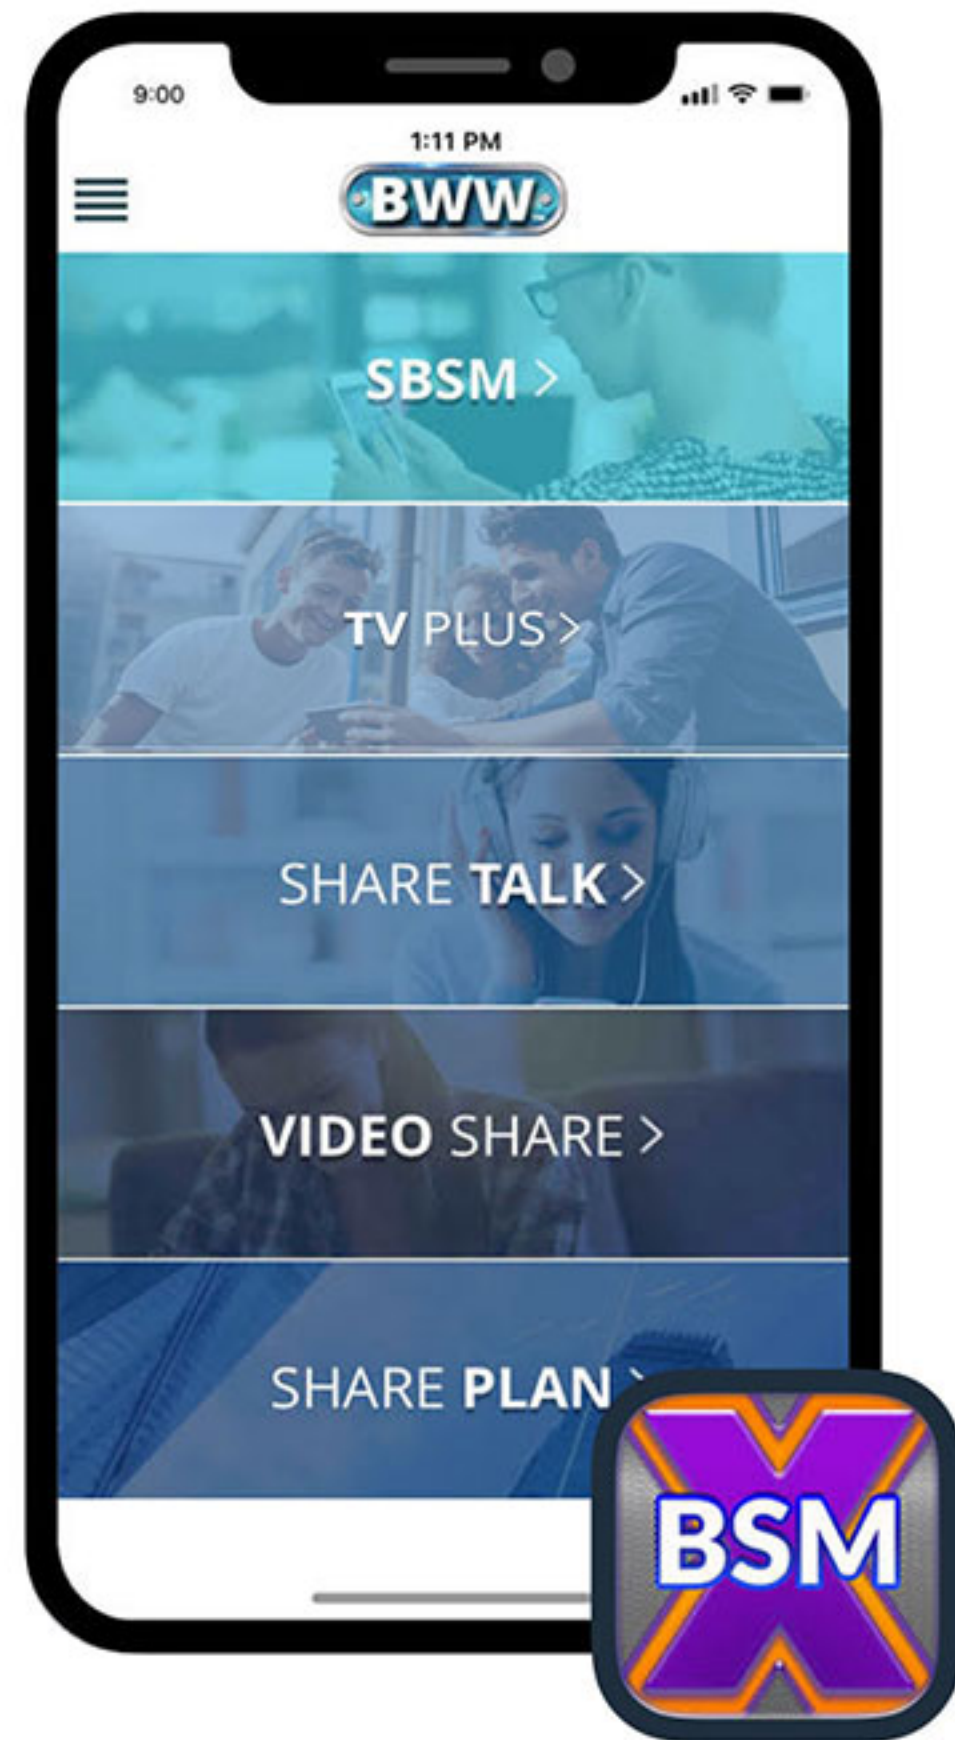 9:00
1:11 PM
BWW
SBSM >
TV PLUS >
SHARE TALK >
VIDEO SHARE >
SHARE PLAN >
BSM
X